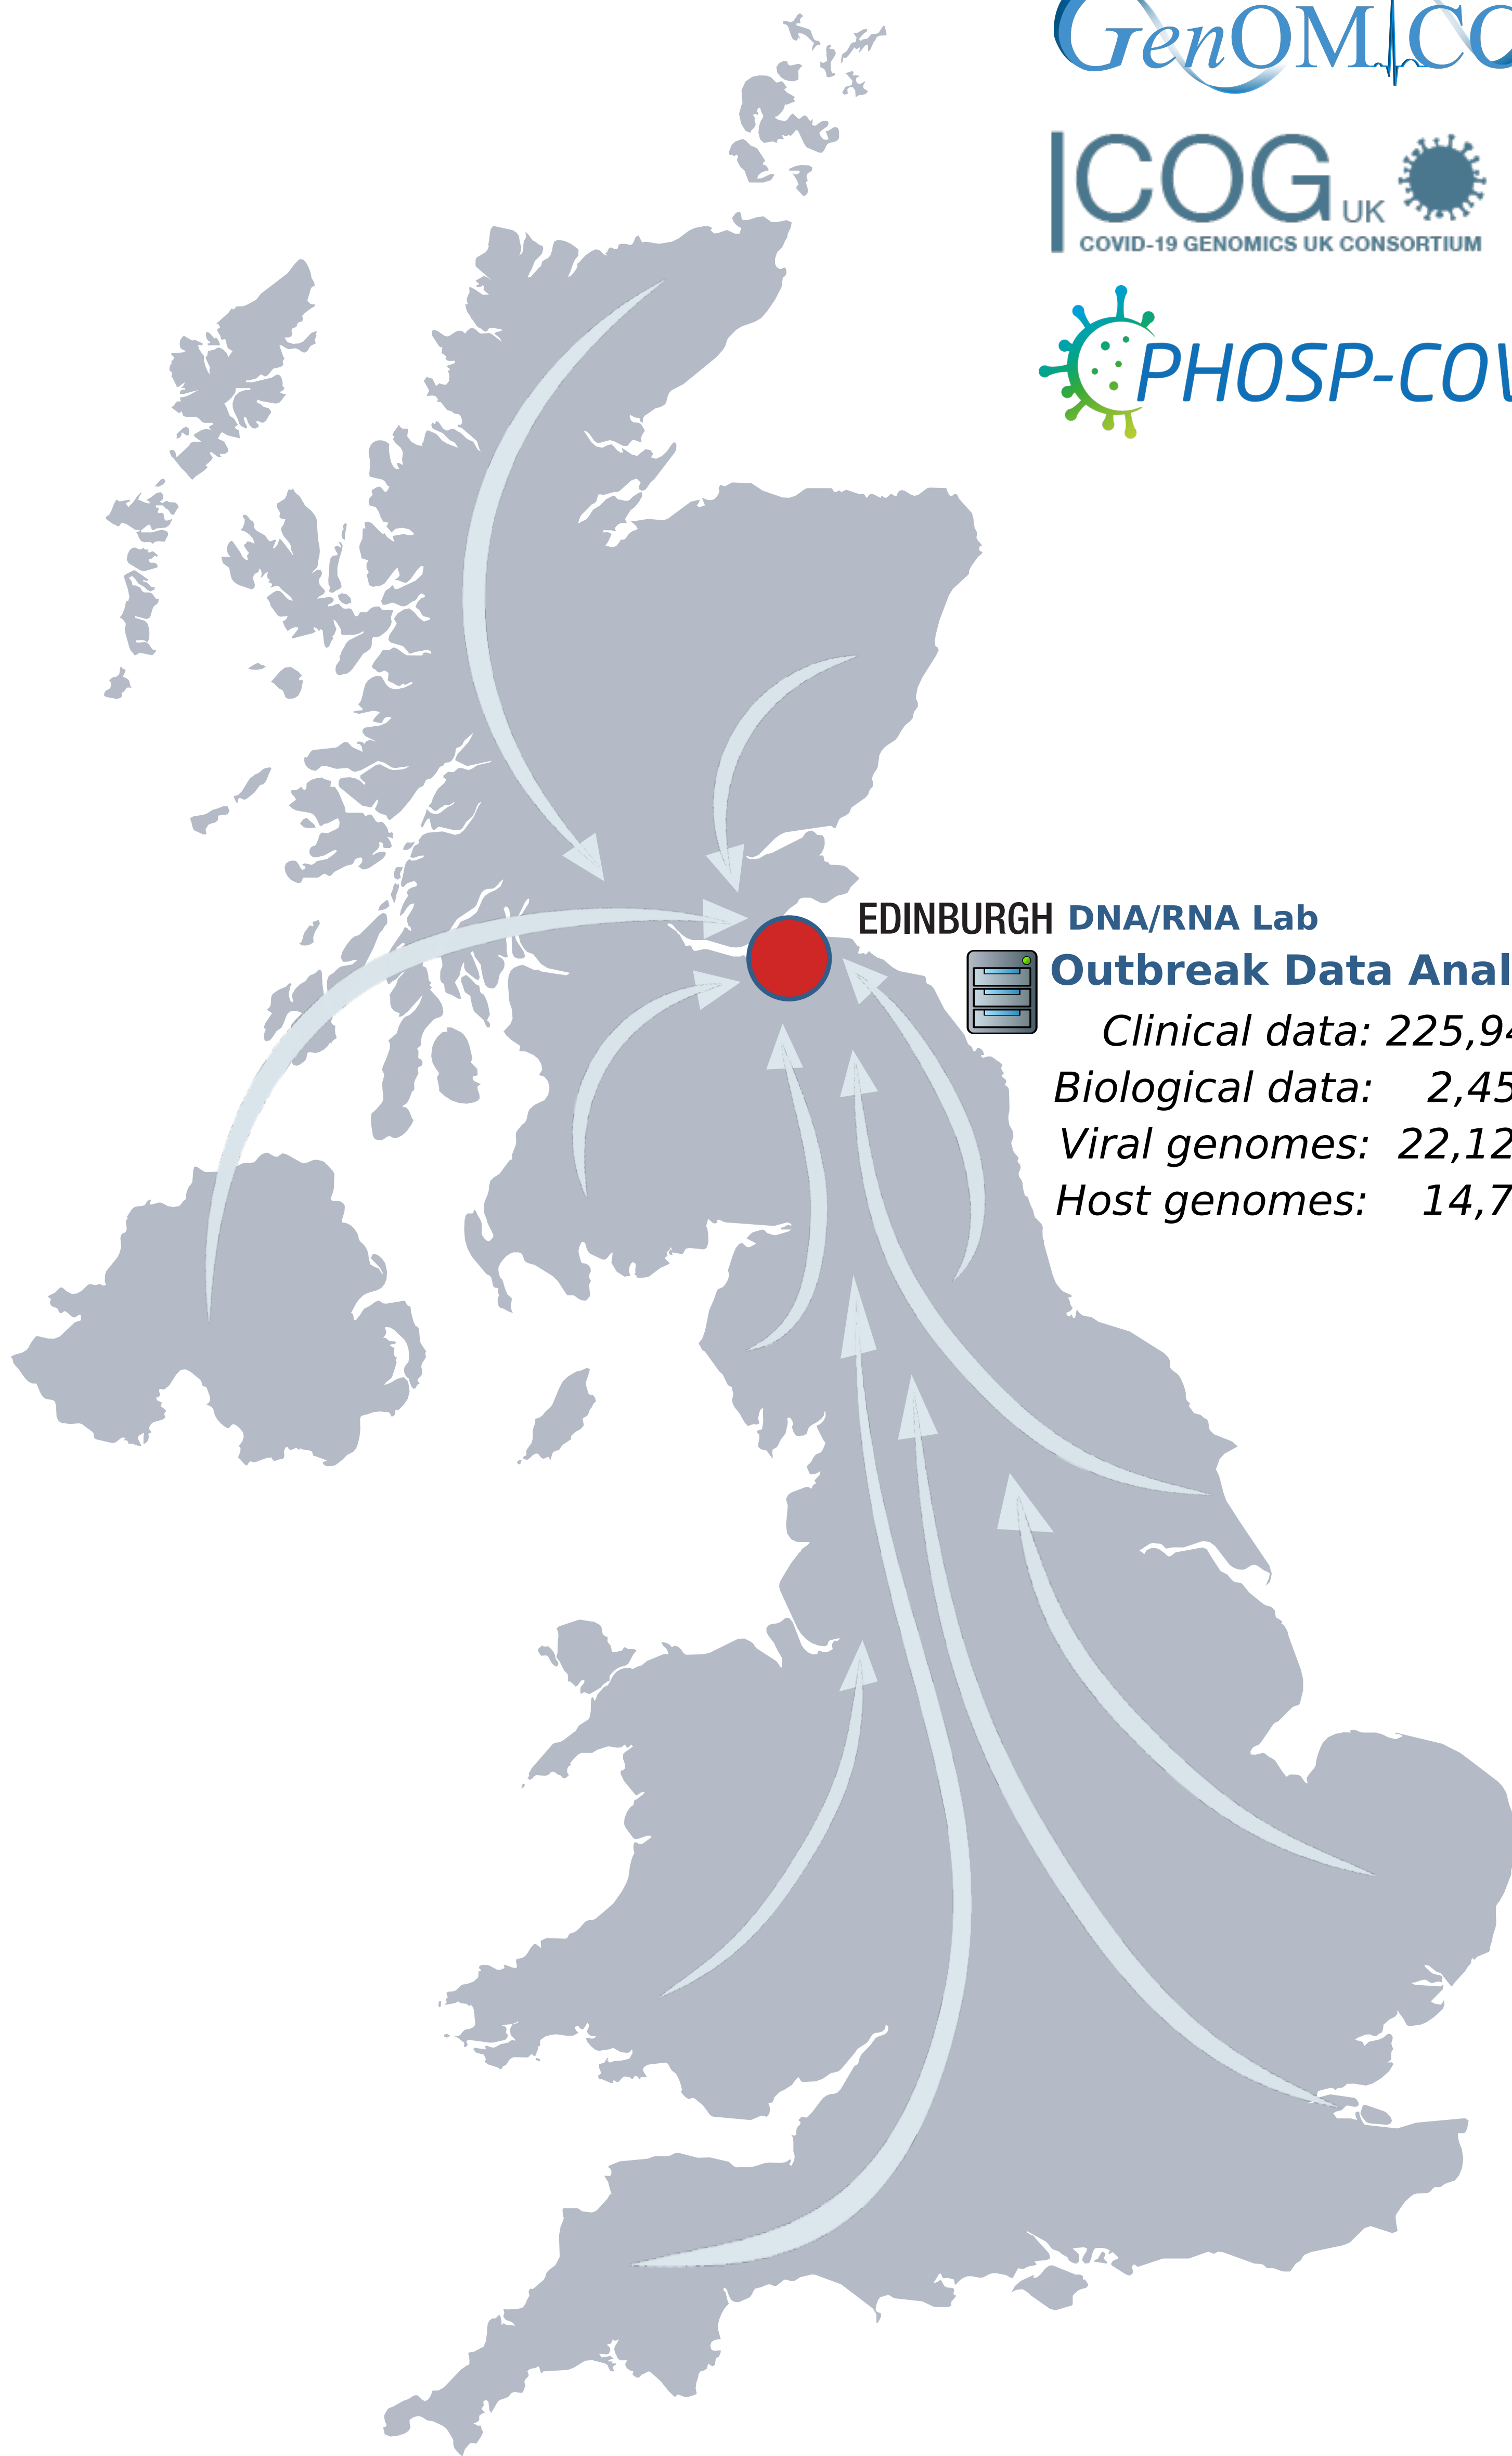 GenOMICC
COG UK
COVID-19 GENOMICS UK CONSORTIUM
PHOSP-COV
EDINBURGH DNA/RNA Lab
Outbreak Data Anal
Clinical data: 225,94
Biological data: 2,45
Viral genomes: 22,12
Host genomes: 14,7